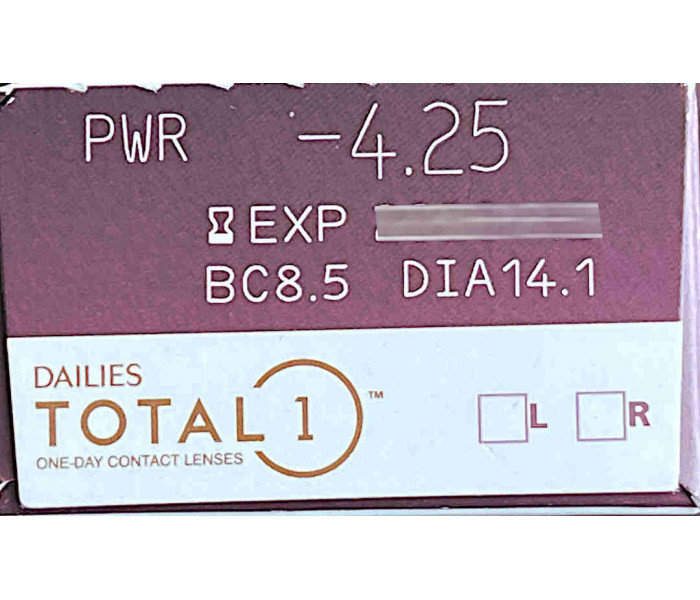 PWR -4.25
EXP
BC8.5 DIA14.1
DAILIES
TOTAL 1™
ONE-DAY CONTACT LENSES
L R